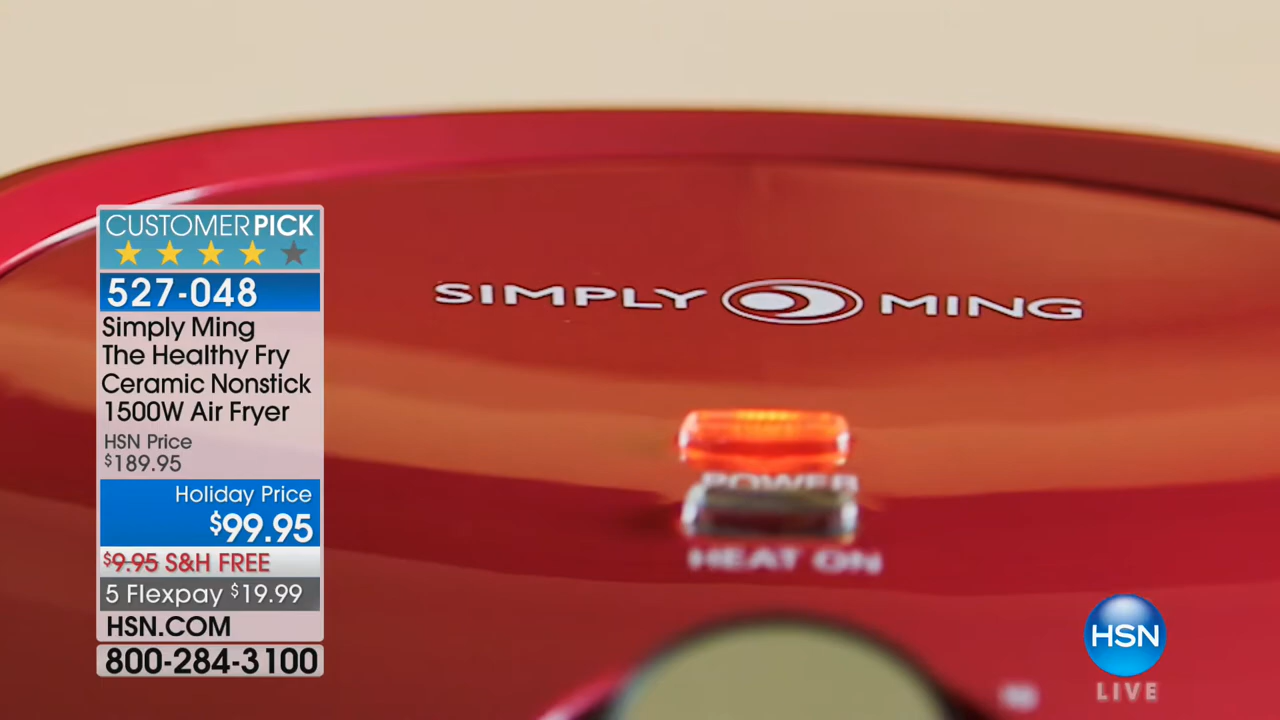 CUSTOMERPICK
527-048
Simply Ming
The Healthy Fry
Ceramic Nonstick
1500W Air Fryer
HSN Price
$189.95
Holiday Price
$99.95
$9.95 S&H FREE
5 Flexpay $19.99
HSN.COM
800-284-3100
SIMPLY MING
POWER
HEAT ON
HSN
LIVE